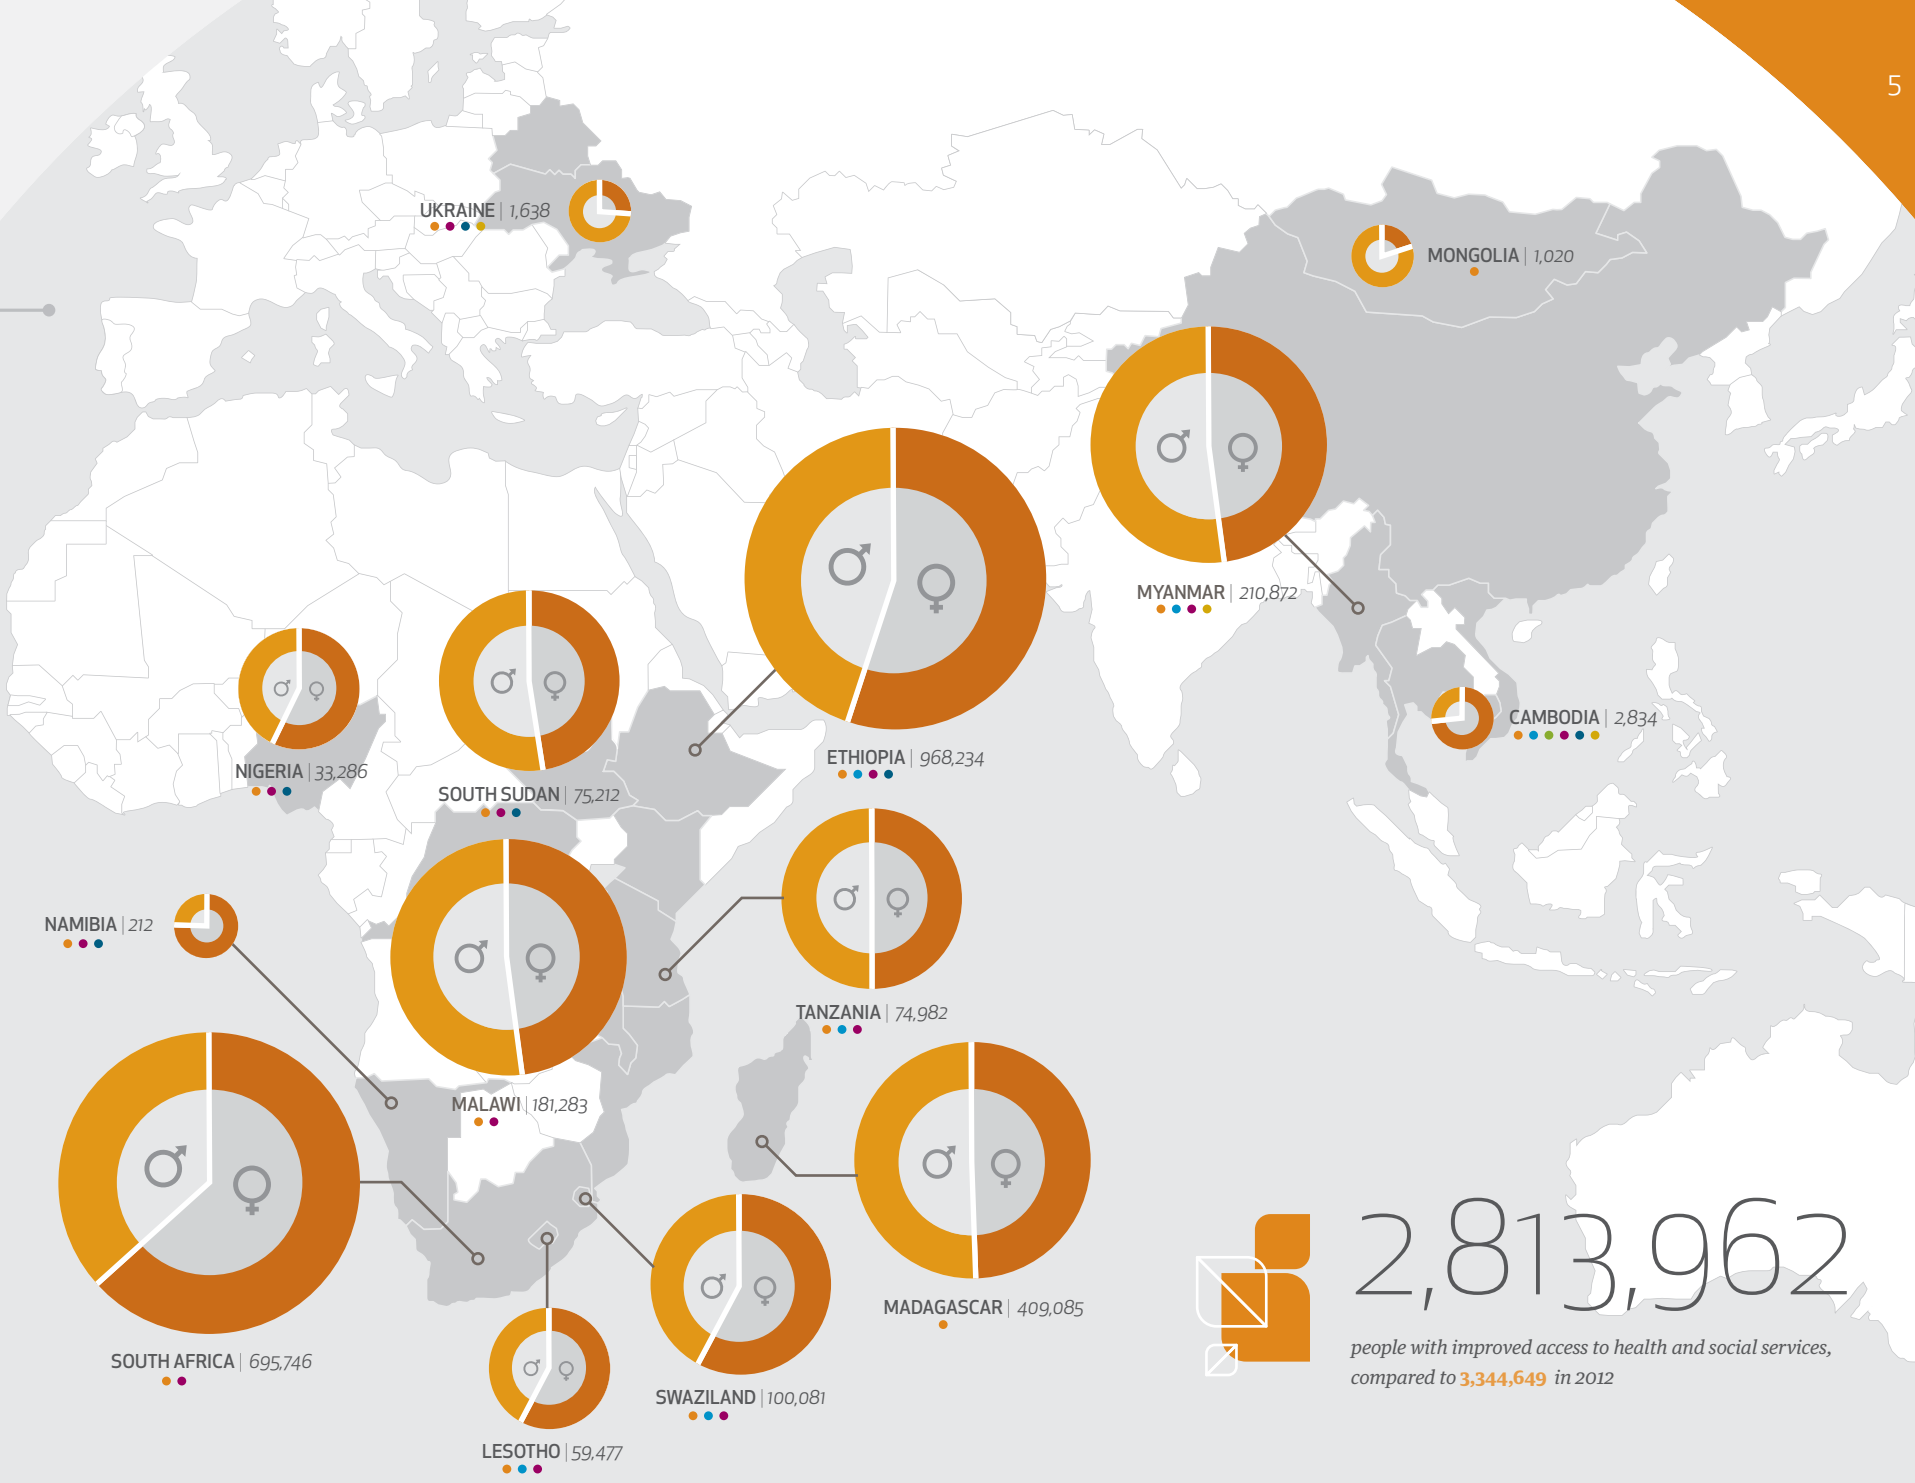 5
UKRAINE | 1,638
MONGOLIA | 1,020
MYANMAR | 210,872
CAMBODIA | 2,834
NIGERIA | 33,286
SOUTH SUDAN | 75,212
ETHIOPIA | 968,234
NAMIBIA | 212
TANZANIA | 74,982
MALAWI | 181,283
MADAGASCAR | 409,085
SOUTH AFRICA | 695,746
SWAZILAND | 100,081
LESOTHO | 59,477
2,813,962
people with improved access to health and social services,
compared to 3,344,649 in 2012